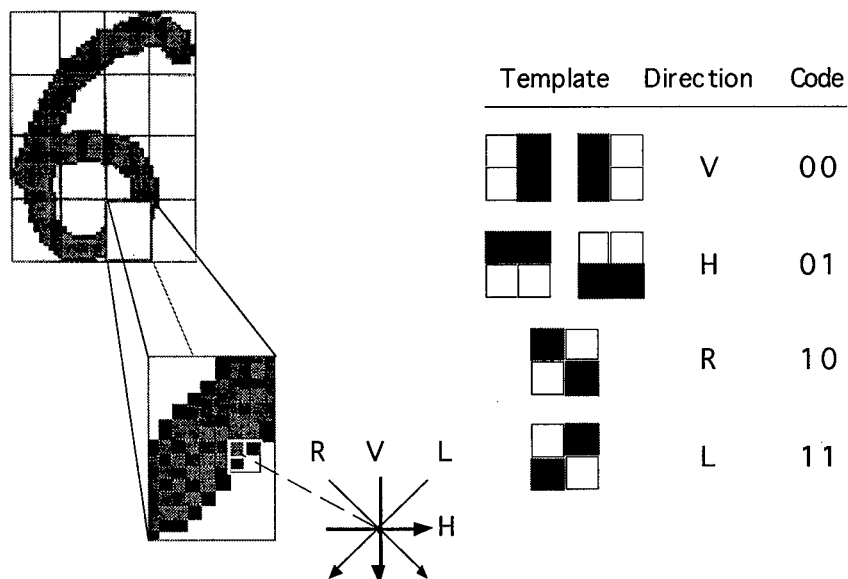 Template Direction Code
V 00
H 01
R 10
L 11
R V L
H